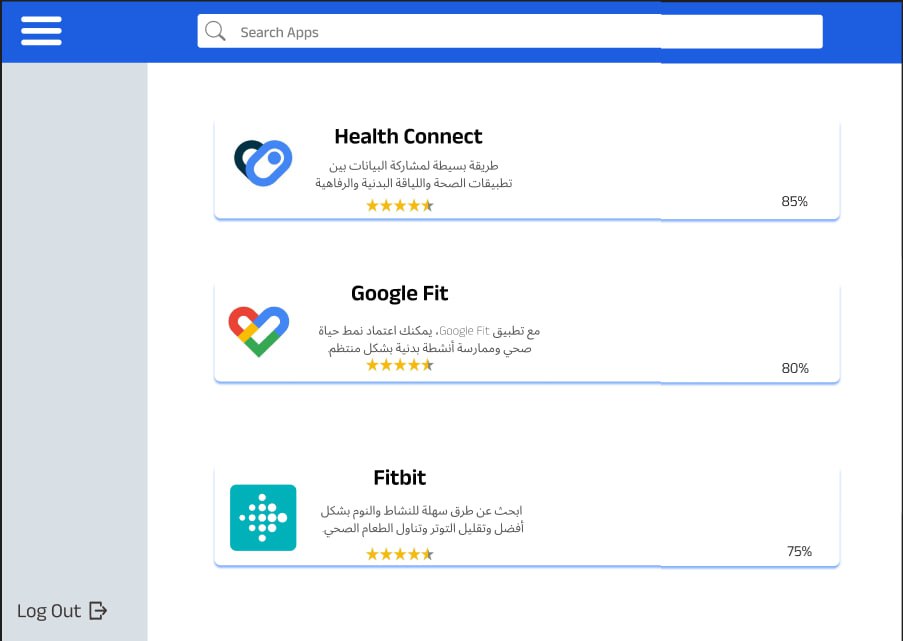 Search Apps
Health Connect
طريقة بسيطة لمشاركة البيانات بين
تطبيقات الصحة واللياقة البدنية والرفاهية
85%
Google Fit
مع تطبيق Google Fit، يمكنك اعتماد نمط حياة
صحي وممارسة أنشطة بدنية بشكل منتظم.
80%
Fitbit
ابحث عن طرق سهلة للنشاط والنوم بشكل
أفضل وتقليل التوتر وتناول الطعام الصحي.
75%
Log Out